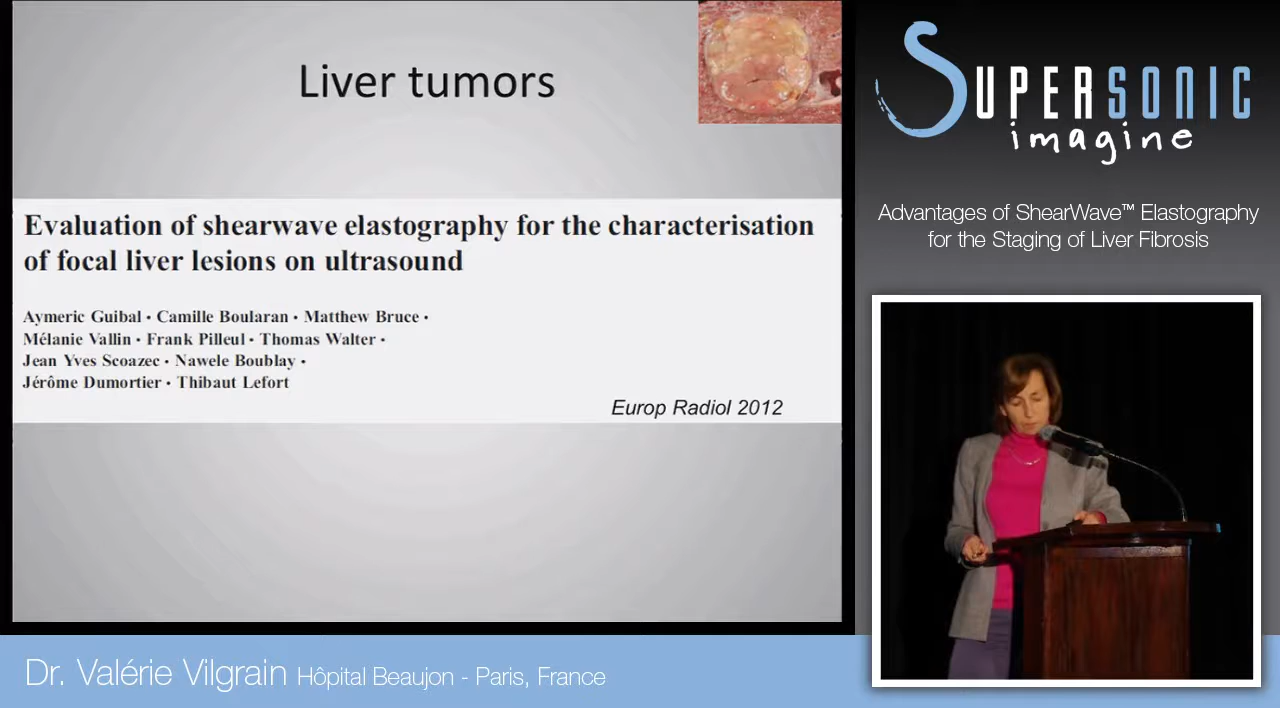 Liver tumors
Evaluation of shearwave elastography for the characterisation
of focal liver lesions on ultrasound
Aymeric Guibal • Camille Boularan • Matthew Bruce •
Mélanie Vallin • Frank Pilleul • Thomas Walter •
Jean Yves Scoazec • Nawele Boublay •
Jérôme Dumortier • Thibaut Lefort
Europ Radiol 2012
SUPERSONIC
imagine
Advantages of ShearWave™ Elastography
for the Staging of Liver Fibrosis
Dr. Valérie Vilgrain Hôpital Beaujon - Paris, France